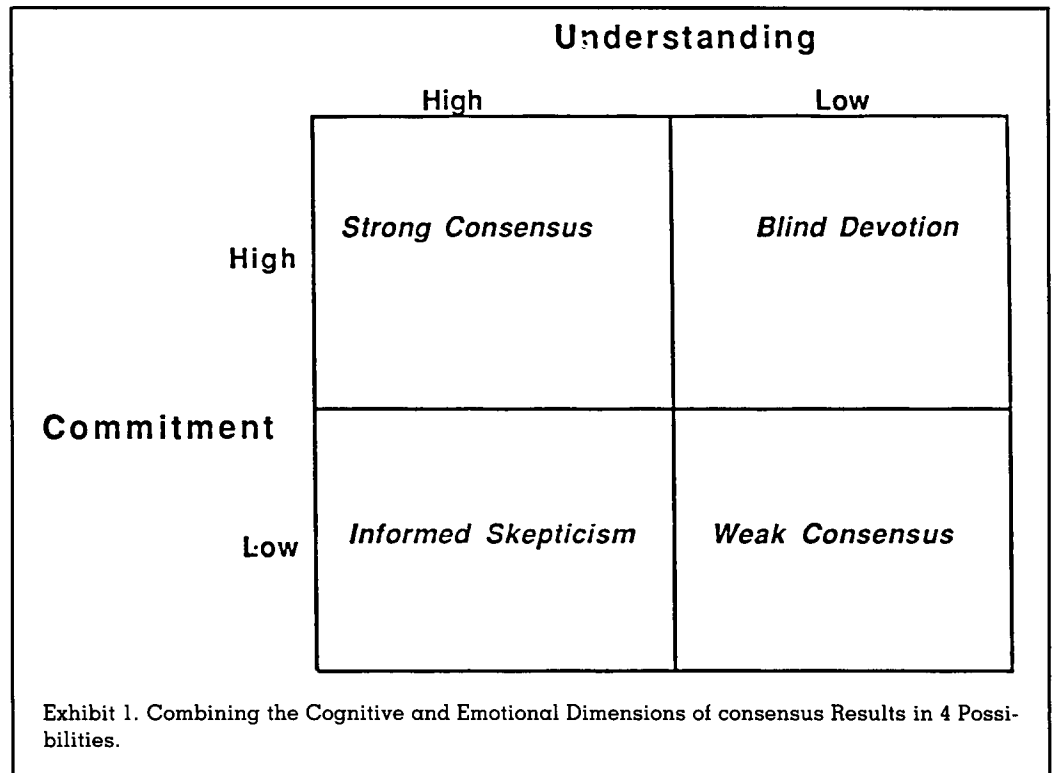 Understanding
High Low
Strong Consensus Blind Devotion
High
Commitment
Informed Skepticism Weak Consensus
Low
Exhibit 1. Combining the Cognitive and Emotional Dimensions of consensus Results in 4 Possi-
bilities.